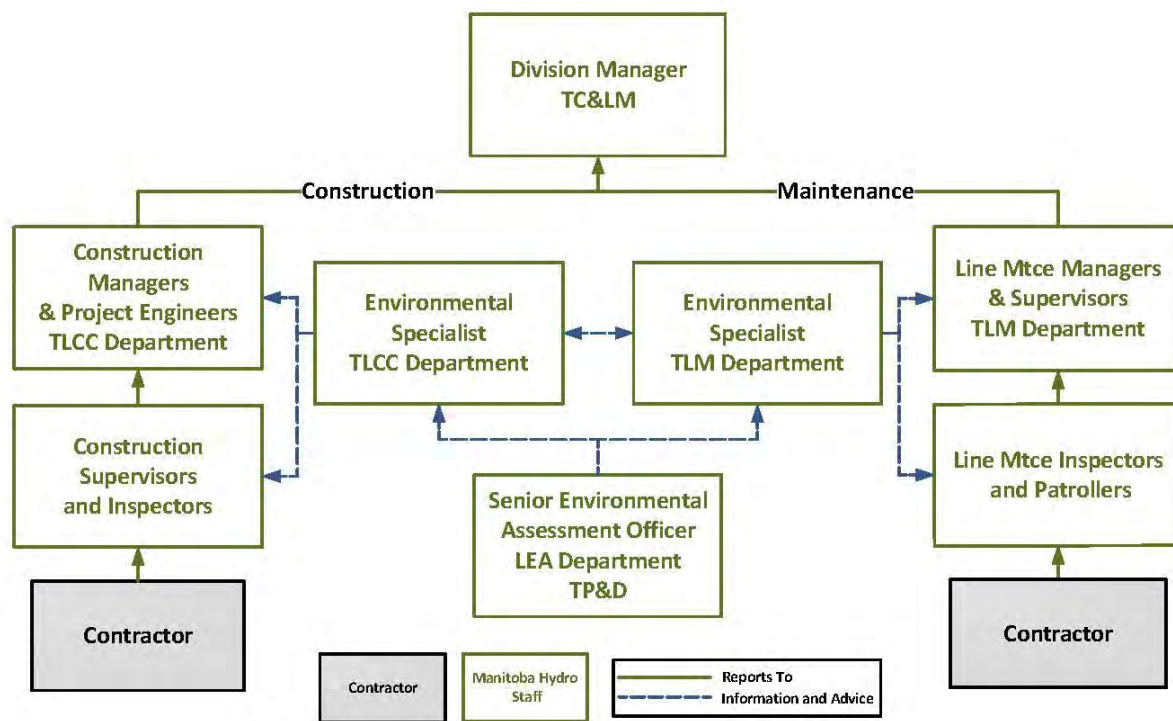 Division Manager
TC&LM
Construction
Maintenance
Construction
Managers
& Project Engineers
TLCC Department
Environmental
Specialist
TLCC Department
Environmental
Specialist
TLM Department
Line Mtce Managers
& Supervisors
TLM Department
Construction
Supervisors
and Inspectors
Senior Environmental
Assessment Officer
LEA Department
TP&D
Line Mtce Inspectors
and Patrollers
Contractor
Contractor
Contractor
Manitoba Hydro
Staff
Reports To
Information and Advice